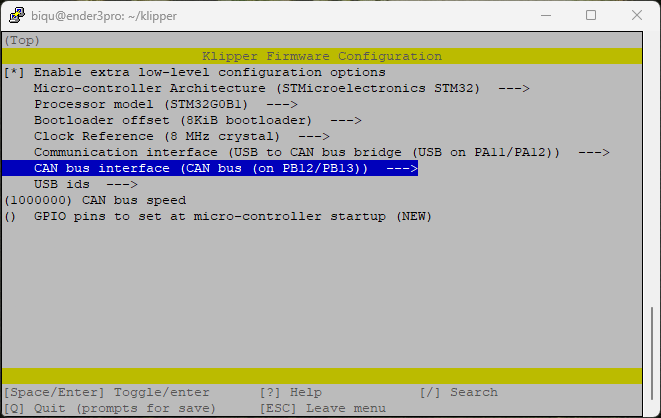 biqu@ender3pro: ~/klipper
(Top)
Klipper Firmware Configuration
[*] Enable extra low-level configuration options
Micro-controller Architecture (STMicroelectronics STM32)  --->
Processor model (STM32G0B1)  --->
Bootloader offset (8KiB bootloader)  --->
Clock Reference (8 MHz crystal)  --->
Communication interface (USB to CAN bus bridge (USB on PA11/PA12))  --->
CAN bus interface (CAN bus (on PB12/PB13))  --->
USB ids  --->
(1000000) CAN bus speed
()  GPIO pins to set at micro-controller startup (NEW)
[Space/Enter] Toggle/enter      [?] Help      [/] Search
[Q] Quit (prompts for save)      [ESC] Leave menu